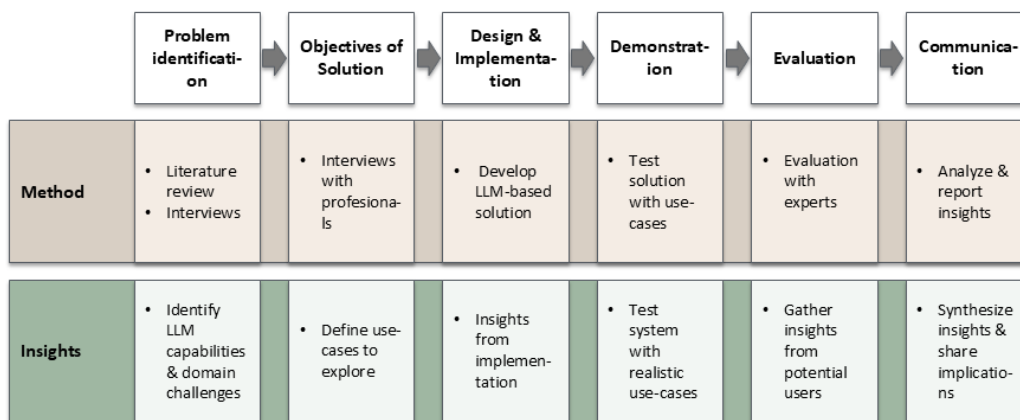 Problem
identificati-
on
Objectives of
Solution
Design &
Implementa-
tion
Demonstrat-
ion
Evaluation
Communica-
tion
Method
• Literature
review
• Interviews
• Interviews
with
profesiona-
ls
• Develop
LLM-based
solution
• Test
solution
with use-
cases
• Evaluation
with
experts
• Analyze &
report
insights
Insights
• Identify
LLM
capabilities
& domain
challenges
• Define use-
cases to
explore
• Insights
from
implemen-
tation
• Test
system
with
realistic
use-cases
• Gather
insights
from
potential
users
• Synthesize
insights &
share
implicatio-
ns